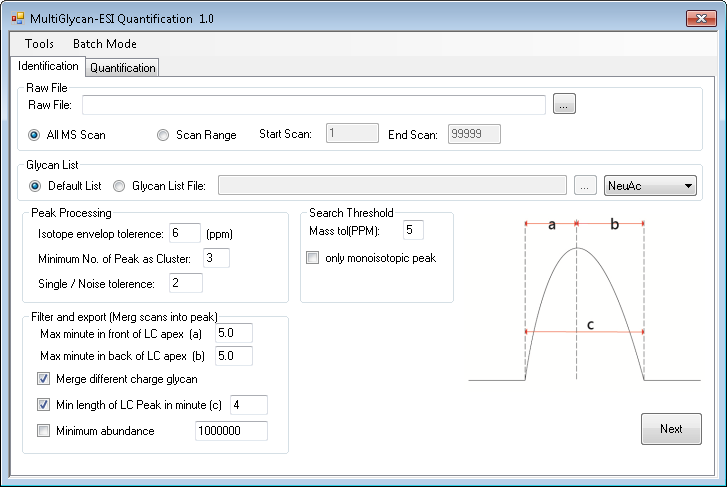 MultiGlycan-ESI Quantification 1.0
Tools Batch Mode
Identification Quantification
Raw File
Raw File: ...
All MS Scan Scan Range Start Scan: 1 End Scan: 99999
Glycan List
Default List Glycan List File: ... NeuAc
Peak Processing
Isotope envelop tolerence: 6 (ppm)
Minimum No. of Peak as Cluster: 3
Single / Noise tolerence: 2
Search Threshold
Mass tol(PPM): 5
only monoisotopic peak
a b
c
Filter and export (Merg scans into peak)
Max minute in front of LC apex (a) 5.0
Max minute in back of LC apex (b) 5.0
Merge different charge glycan
Min length of LC Peak in minute (c) 4
Minimum abundance 1000000
Next